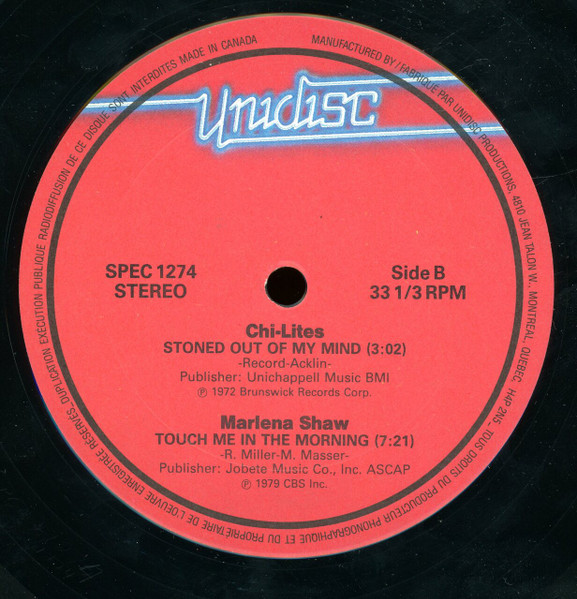 MADE IN CANADA
MANUFACTURED BY/FABRIQUÉ PAR UNIDISC PRODUCTIONS, 4810 JEAN TALON W., MONTREAL, QUEBEC, H4P 2N5_ TOUS DROITS DU PRODUCTEUR PHONOGRAPHIQUE ET DU PROPRIÉTAIRE DE L'OEUVRE ENREGISTRÉE RÉSERVÉS_ DUPLICATION EXÉCUTION PUBLIQUE RADIODIFFUSION DE CE DISQUE SONT INTERDITES
Unidisc
SPEC 1274
STEREO
Side B
33 1/3 RPM
Chi-Lites
STONED OUT OF MY MIND (3:02)
-Record-Acklin-
Publisher: Unichappell Music BMI
℗ 1972 Brunswick Records Corp.
Marlena Shaw
TOUCH ME IN THE MORNING (7:21)
-R. Miller-M. Masser-
Publisher: Jobete Music Co., Inc. ASCAP
℗ 1979 CBS Inc.